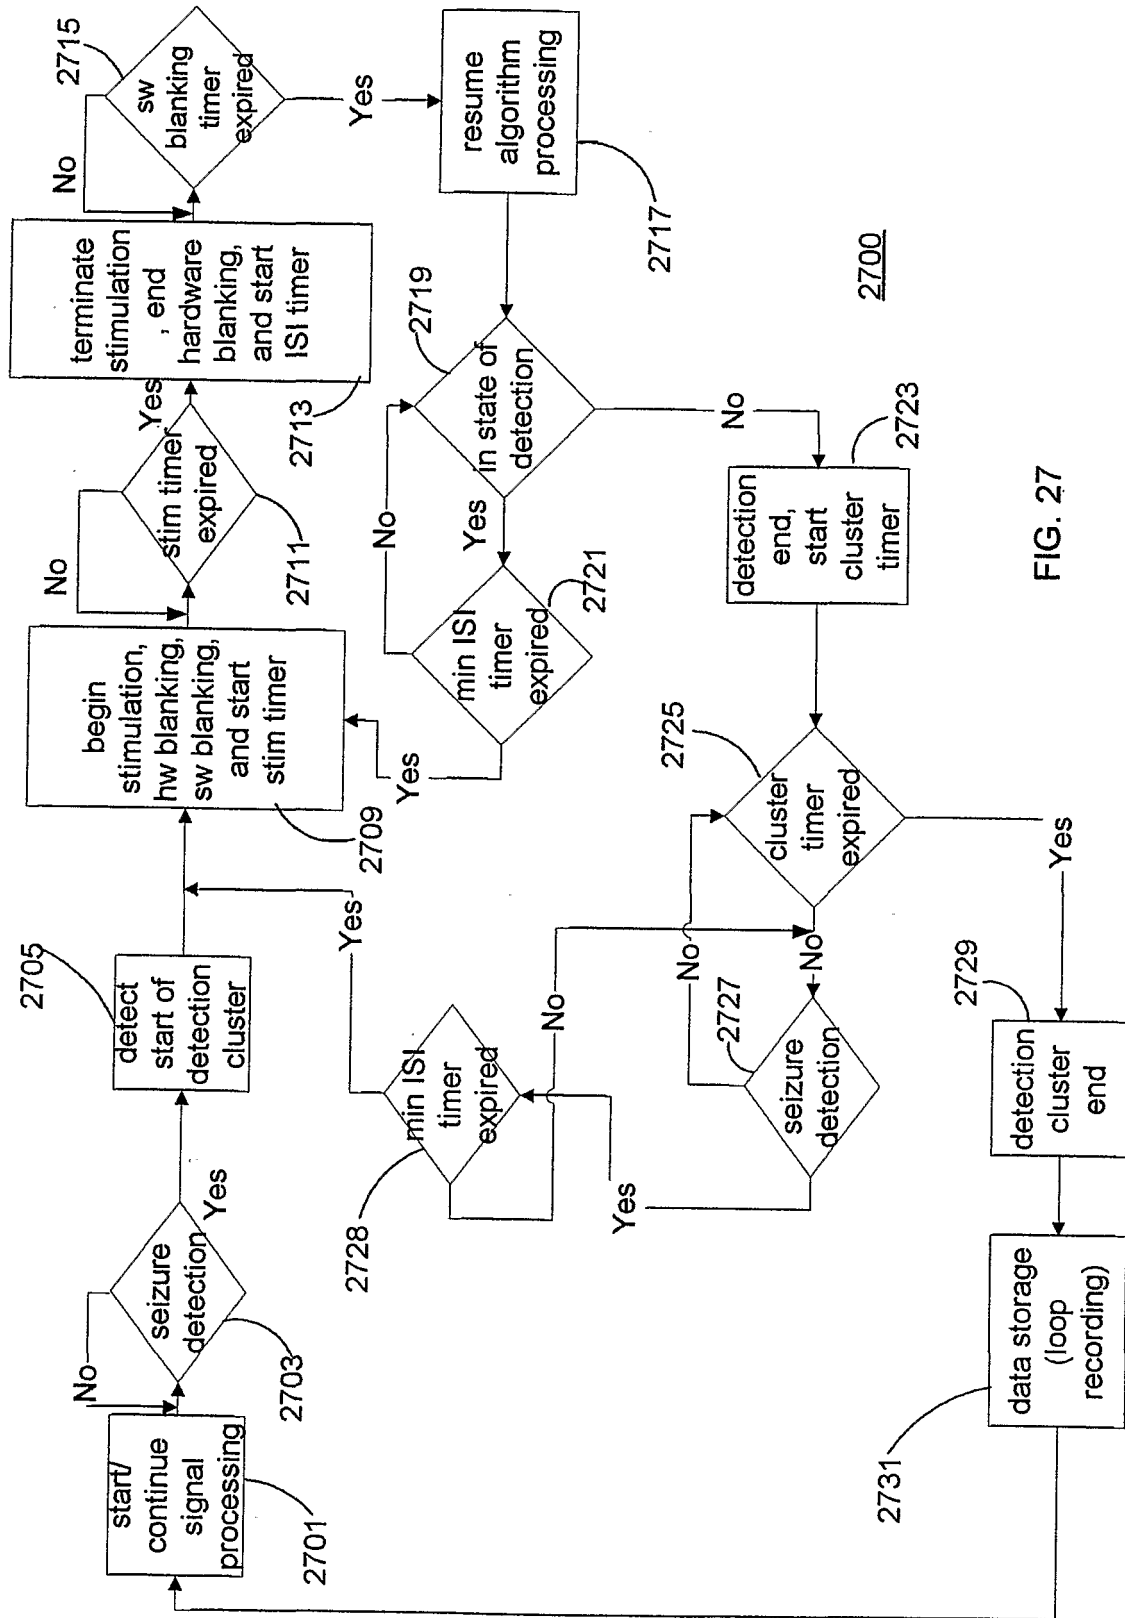 start/
continue
signal
processing
2701
No
seizure
detection
2703
Yes
detect
start of
detection
cluster
2705
begin
stimulation,
hw blanking,
sw blanking,
and start
stim timer
2709
No
stim timer
expired
2711
Yes
terminate
stimulation
, end
hardware
blanking,
and start
ISI timer
2713
No
sw
blanking
timer
expired
2715
Yes
resume
algorithm
processing
2717
in state of
detection
2719
Yes
No
min ISI
timer
expired
2721
No
Yes
detection
end,
start
cluster
timer
2723
cluster
timer
expired
2725
No
Yes
seizure
detection
2727
No
Yes
min ISI
timer
expired
2728
Yes
No
detection
cluster
end
2729
data storage
(loop
recording)
2731
2700
FIG. 27